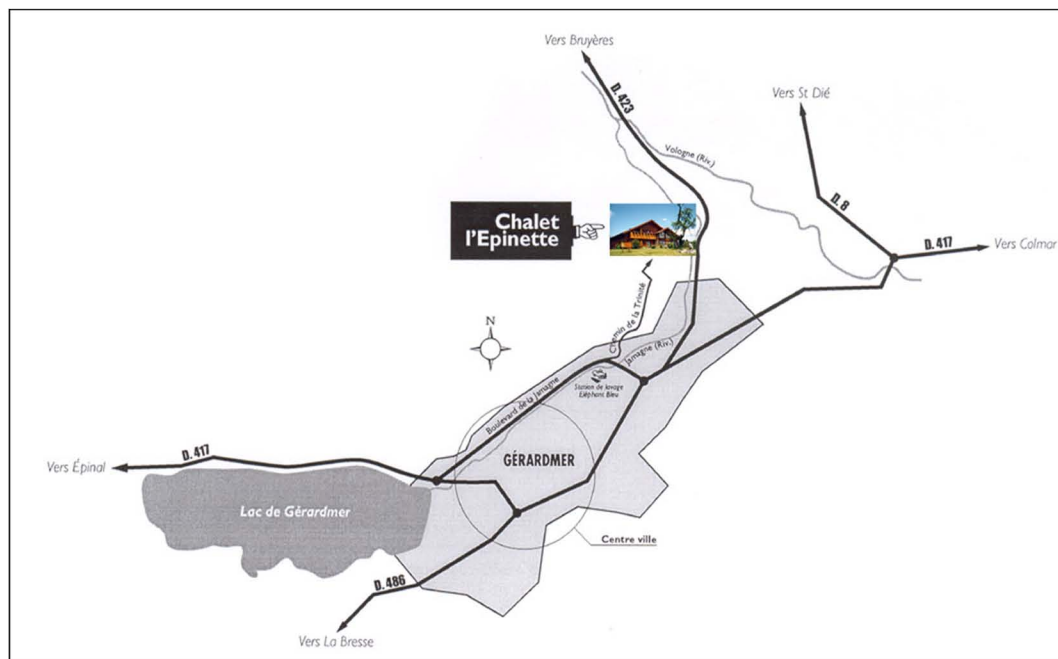 Vers Bruyères
D. 423
Vers St Dié
Vologne (Riv.)
D. 8
Chalet
l'Epinette
D. 417
Vers Colmar
Chemin de la Trinité
N
Jamagne (Riv.)
Station de lavage
Eléphant Bleu
Boulevard de la Jamagne
D. 417
Vers Épinal
GÉRARDMER
Lac de Gérardmer
Centre ville
D. 486
Vers La Bresse